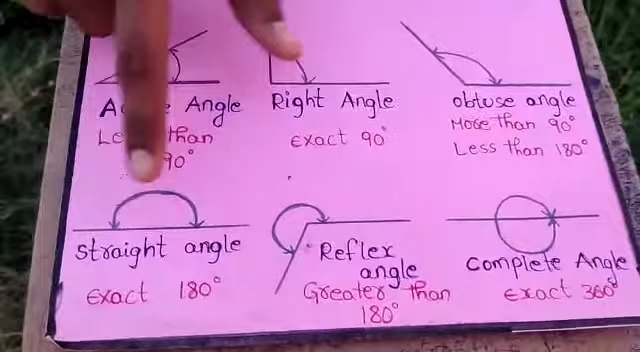 Angle
Right Angle
obtuse angle
than
90°
Exact 90°
More than 90°
Less than 180°
Straight angle
Exact 180°
Reflex
angle
Greater than
180°
Complete Angle
Exact 360°